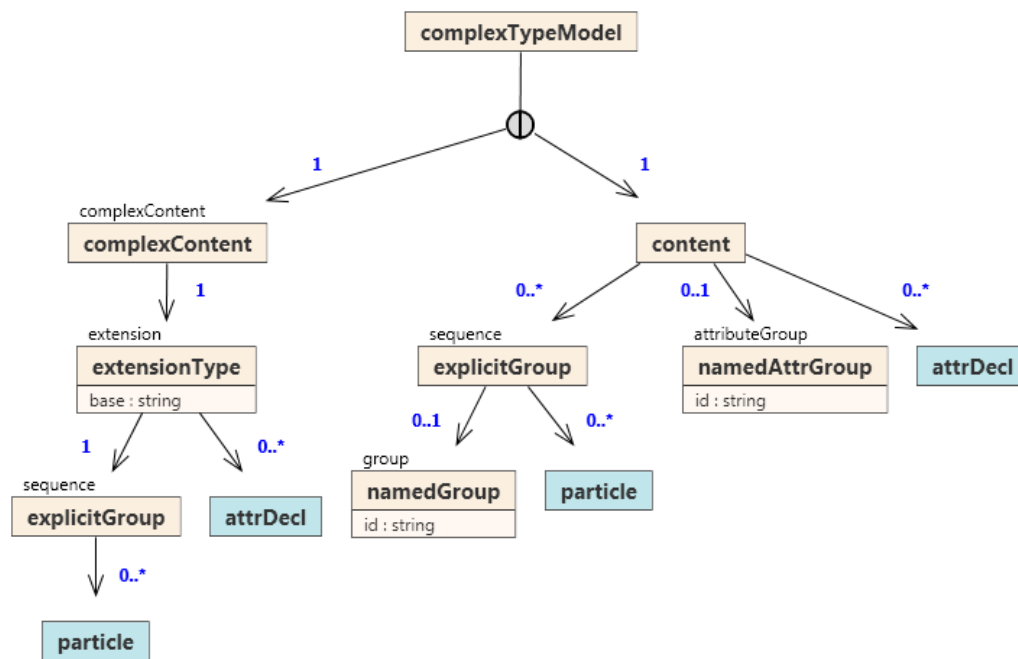 complexTypeModel
1
1
complexContent
complexContent
content
1
0..*
0..1
0..*
extension
extensionType
base : string
sequence
explicitGroup
attributeGroup
namedAttrGroup
id : string
attrDecl
1
0..*
0..1
0..*
sequence
explicitGroup
attrDecl
group
namedGroup
id : string
particle
0..*
particle